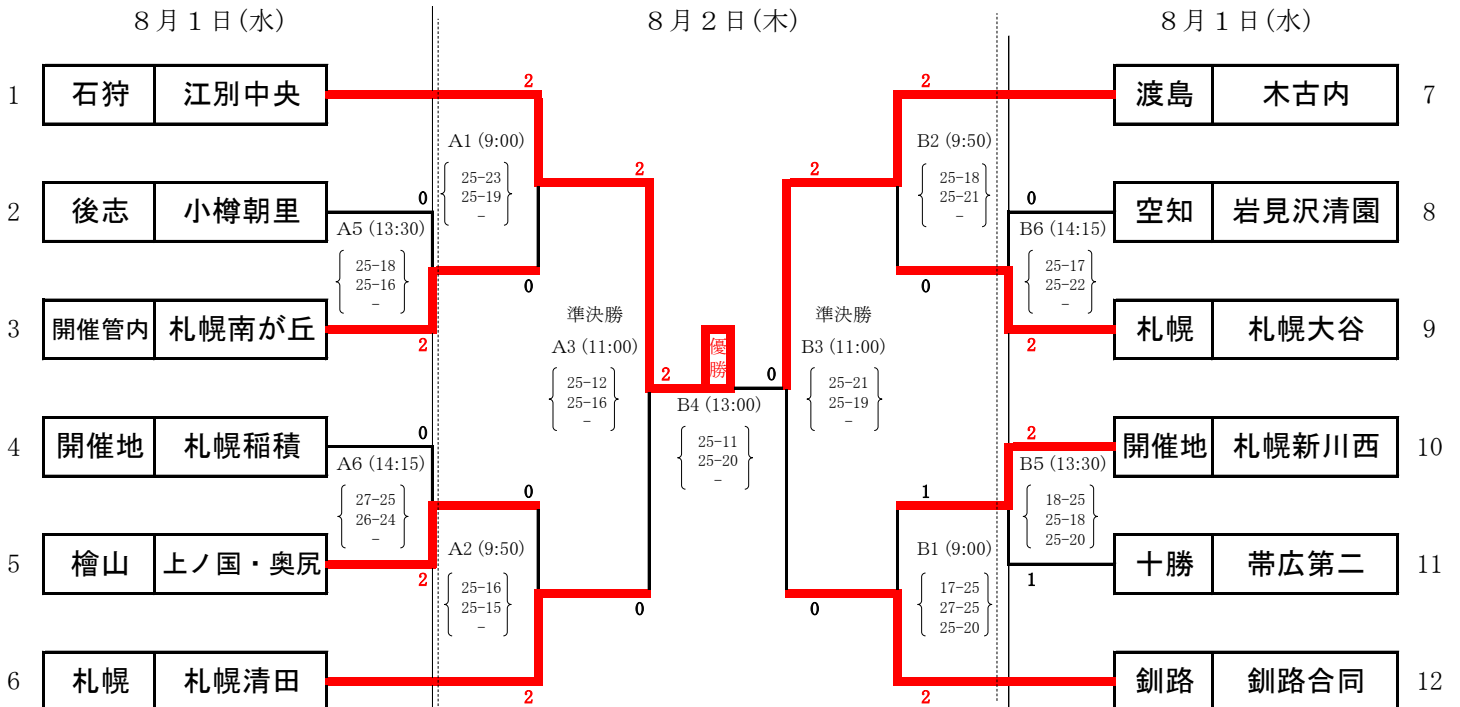 8月1日(水)
8月2日(木)
8月1日(水)
1 石狩 江別中央
2
2
渡島 木古内 7
A1 (9:00)
25-23
25-19
-
B2 (9:50)
25-18
25-21
-
2
2
2 後志 小樽朝里
0
0
空知 岩見沢清園 8
A5 (13:30)
25-18
25-16
-
B6 (14:15)
25-17
25-22
-
0
0
3 開催管内 札幌南が丘
2
2
札幌 札幌大谷 9
準決勝
A3 (11:00)
25-12
25-16
-
優勝
2
0
B4 (13:00)
25-11
25-20
-
準決勝
B3 (11:00)
25-21
25-19
-
4 開催地 札幌稲積
0
2
開催地 札幌新川西 10
A6 (14:15)
27-25
26-24
-
B5 (13:30)
18-25
25-18
25-20
0
1
5 檜山 上ノ国・奥尻
2
1
十勝 帯広第二 11
A2 (9:50)
25-16
25-15
-
B1 (9:00)
17-25
27-25
25-20
0
0
6 札幌 札幌清田
2
2
釧路 釧路合同 12